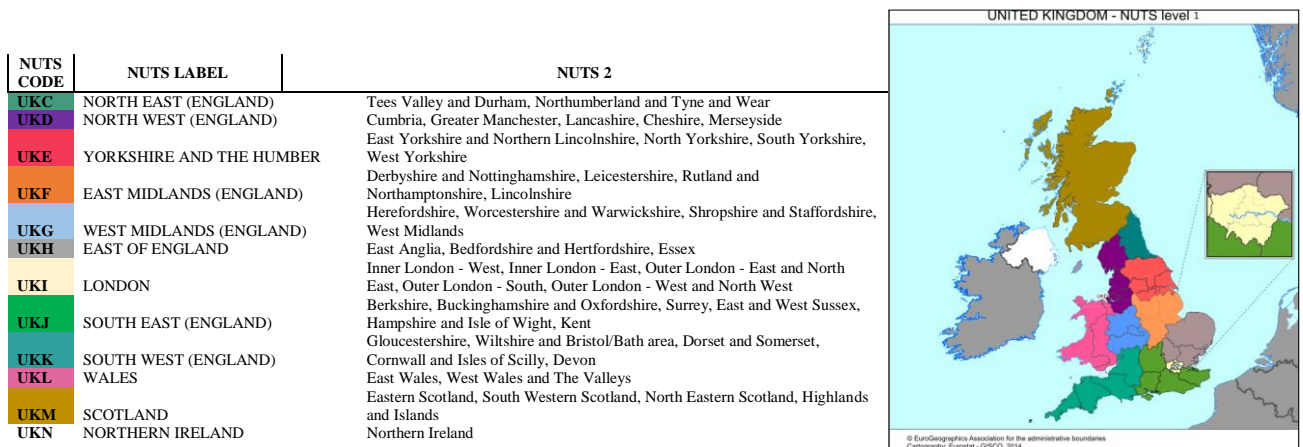 UNITED KINGDOM - NUTS level 1
NUTS CODE NUTS LABEL NUTS 2
UKC NORTH EAST (ENGLAND) Tees Valley and Durham, Northumberland and Tyne and Wear
UKD NORTH WEST (ENGLAND) Cumbria, Greater Manchester, Lancashire, Cheshire, Merseyside
East Yorkshire and Northern Lincolnshire, North Yorkshire, South Yorkshire,
UKE YORKSHIRE AND THE HUMBER West Yorkshire
Derbyshire and Nottinghamshire, Leicestershire, Rutland and
UKF EAST MIDLANDS (ENGLAND) Northamptonshire, Lincolnshire
Herefordshire, Worcestershire and Warwickshire, Shropshire and Staffordshire,
UKG WEST MIDLANDS (ENGLAND) West Midlands
UKH EAST OF ENGLAND East Anglia, Bedfordshire and Hertfordshire, Essex
Inner London - West, Inner London - East, Outer London - East and North
UKI LONDON East, Outer London - South, Outer London - West and North West
Berkshire, Buckinghamshire and Oxfordshire, Surrey, East and West Sussex,
UKJ SOUTH EAST (ENGLAND) Hampshire and Isle of Wight, Kent
Gloucestershire, Wiltshire and Bristol/Bath area, Dorset and Somerset,
UKK SOUTH WEST (ENGLAND) Cornwall and Isles of Scilly, Devon
UKL WALES East Wales, West Wales and The Valleys
Eastern Scotland, South Western Scotland, North Eastern Scotland, Highlands
UKM SCOTLAND and Islands
UKN NORTHERN IRELAND Northern Ireland
© EuroGeographics Association for the administrative boundaries
Cartography: Eurostat - GISCO, 2014